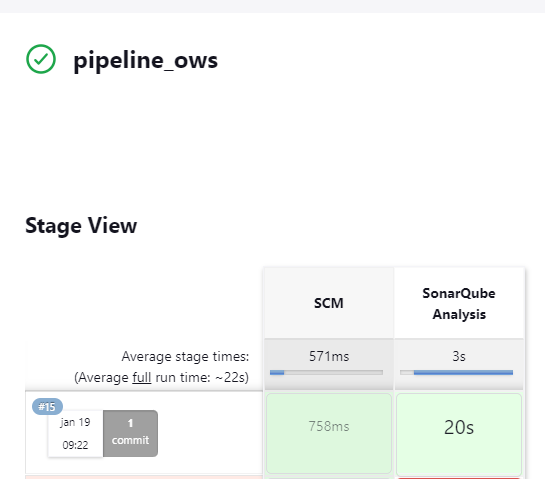 pipeline_ows
Stage View
SCM
SonarQube
Analysis
Average stage times:
571ms
3s
(Average full run time: ~22s)
#15
Jan 19
1
09:22
commit
758ms
20s